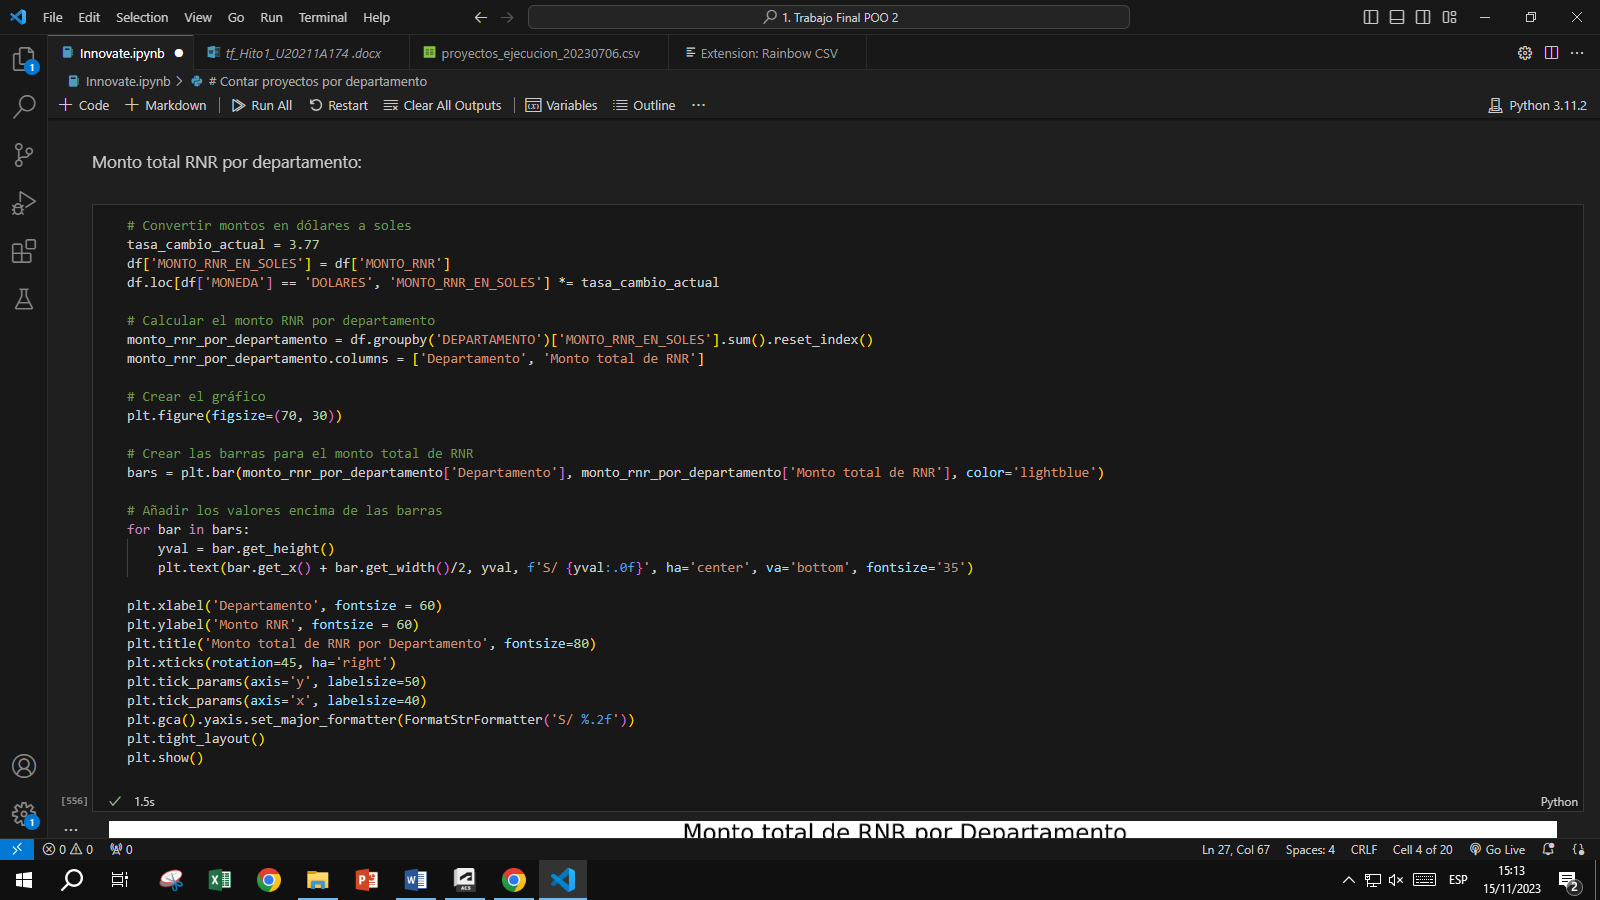 File Edit Selection View Go Run Terminal Help
1. Trabajo Final POO 2
Innovate.ipynb
tf_Hito1_U20211A174 .docx
proyectos_ejecucion_20230706.csv
Extension: Rainbow CSV
Innovate.ipynb > # Contar proyectos por departamento
+ Code + Markdown Run All Restart Clear All Outputs Variables Outline ...
Python 3.11.2
Monto total RNR por departamento:
# Convertir montos en dólares a soles
tasa_cambio_actual = 3.77
df['MONTO_RNR_EN_SOLES'] = df['MONTO_RNR']
df.loc[df['MONEDA'] == 'DOLARES', 'MONTO_RNR_EN_SOLES'] *= tasa_cambio_actual
# Calcular el monto RNR por departamento
monto_rnr_por_departamento = df.groupby('DEPARTAMENTO')['MONTO_RNR_EN_SOLES'].sum().reset_index()
monto_rnr_por_departamento.columns = ['Departamento', 'Monto total de RNR']
# Crear el gráfico
plt.figure(figsize=(70, 30))
# Crear las barras para el monto total de RNR
bars = plt.bar(monto_rnr_por_departamento['Departamento'], monto_rnr_por_departamento['Monto total de RNR'], color='lightblue')
# Añadir los valores encima de las barras
for bar in bars:
    yval = bar.get_height()
    plt.text(bar.get_x() + bar.get_width()/2, yval, f'S/ {yval:.0f}', ha='center', va='bottom', fontsize='35')
plt.xlabel('Departamento', fontsize = 60)
plt.ylabel('Monto RNR', fontsize = 60)
plt.title('Monto total de RNR por Departamento', fontsize=80)
plt.xticks(rotation=45, ha='right')
plt.tick_params(axis='y', labelsize=50)
plt.tick_params(axis='x', labelsize=40)
plt.gca().yaxis.set_major_formatter(FormatStrFormatter('S/ %.2f'))
plt.tight_layout()
plt.show()
[556] 1.5s
Python
...
Monto total de RNR por Departamento
0 0 0
Ln 27, Col 67 Spaces: 4 CRLF Cell 4 of 20 Go Live
ESP
15:13
15/11/2023
2
1
1